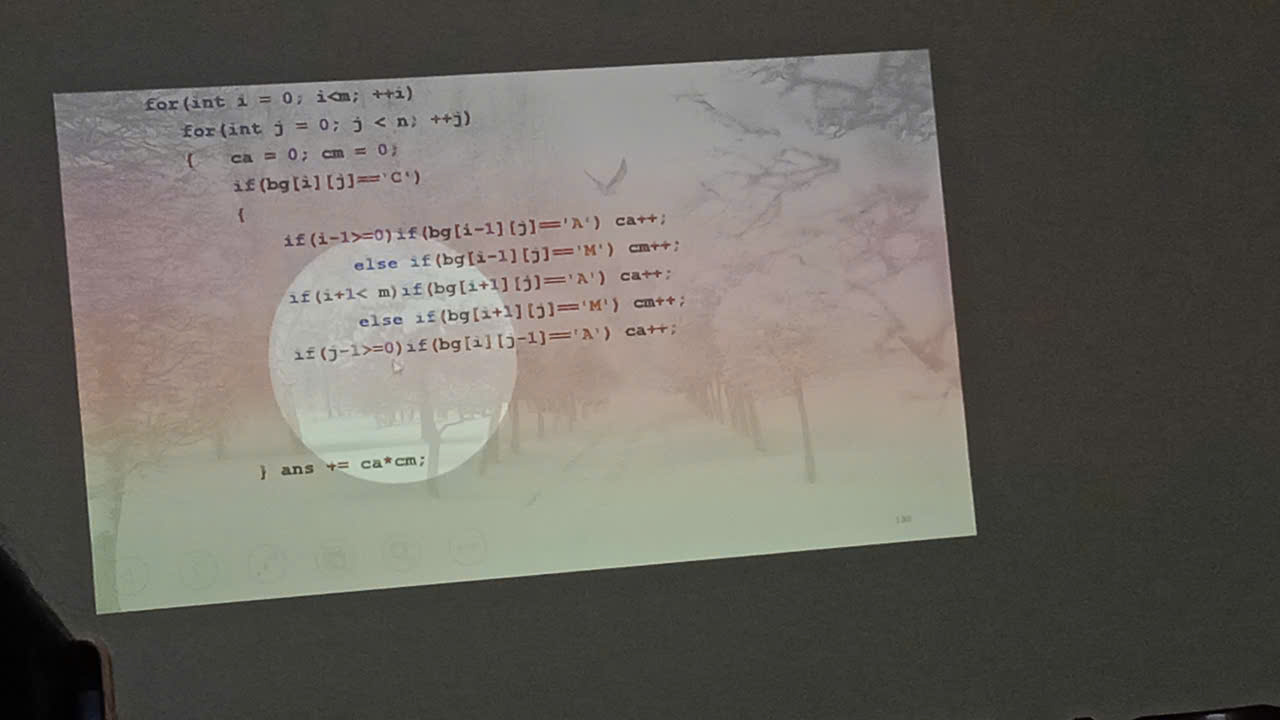 for(int i = 0; i<m; ++i)
for(int j = 0; j < n; ++j)
{ ca = 0; cm = 0;
if(bg[i][j]=='C')
{
if(i-1>=0)if(bg[i-1][j]=='A') ca++;
else if(bg[i-1][j]=='M') cm++;
if(i+1< m)if(bg[i+1][j]=='A') ca++;
else if(bg[i+1][j]=='M') cm++;
if(j-1>=0)if(bg[i][j-1]=='A') ca++;
} ans += ca*cm;